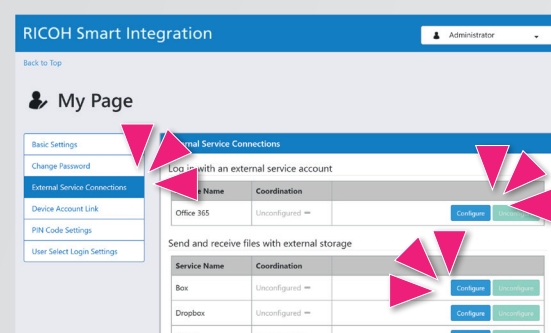 RICOH Smart Integration
Administrator
Back to Top
My Page
Basic Settings
Change Password
External Service Connections
Device Account Link
PIN Code Settings
User Select Login Settings
Service Connections
Log in with an external service account
Name Coordination
Office 365 Unconfigured Configure
Send and receive files with external storage
Service Name Coordination
Box Unconfigured Configure Unconfigure
Dropbox Unconfigured Configure Unconfigure